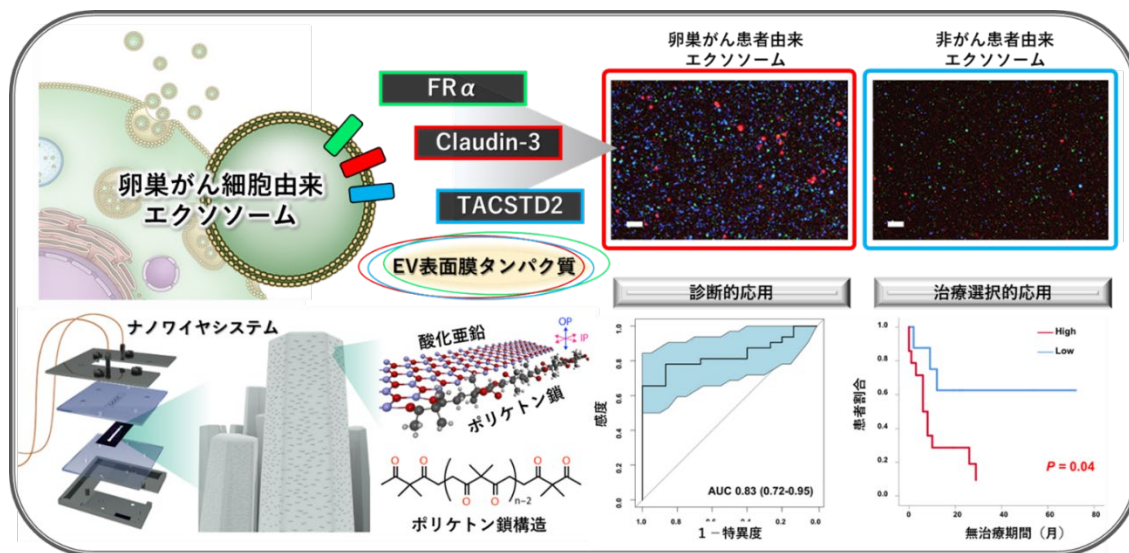 卵巣がん患者由来
エクソソーム
非がん患者由来
エクソソーム
FRα
Claudin-3
TACSTD2
卵巣がん細胞由来
エクソソーム
EV表面膜タンパク質
診断的応用
治療選択的応用
ナノワイヤシステム
酸化亜鉛
OP
IP
ポリケトン鎖
O O O O O O
n-2
ポリケトン鎖構造
感度
1.0
0.8
0.6
0.4
0.2
0.0
AUC 0.83 (0.72-0.95)
1.0 0.8 0.6 0.4 0.2 0.0
1－特異度
患者割合
1.0
0.8
0.6
0.4
0.2
0.0
High
Low
P = 0.04
0 20 40 60 80
無治療期間（月）